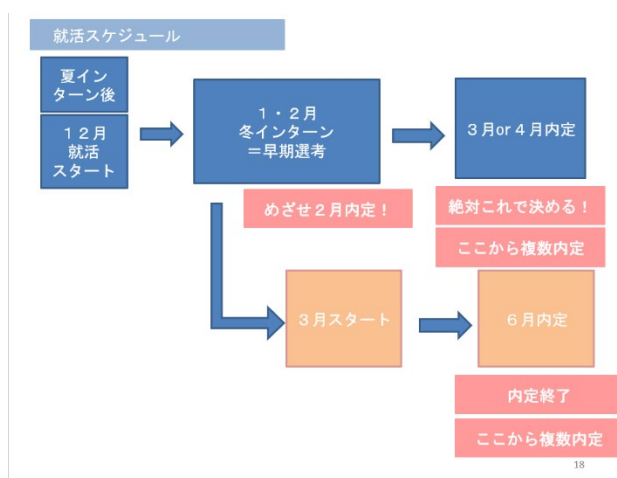 就活スケジュール
夏イン
ターン後
１２月
就活
スタート
１・２月
冬インターン
＝早期選考
３月or４月内定
めざせ２月内定！
絶対これで決める！
ここから複数内定
３月スタート
６月内定
内定終了
ここから複数内定
18